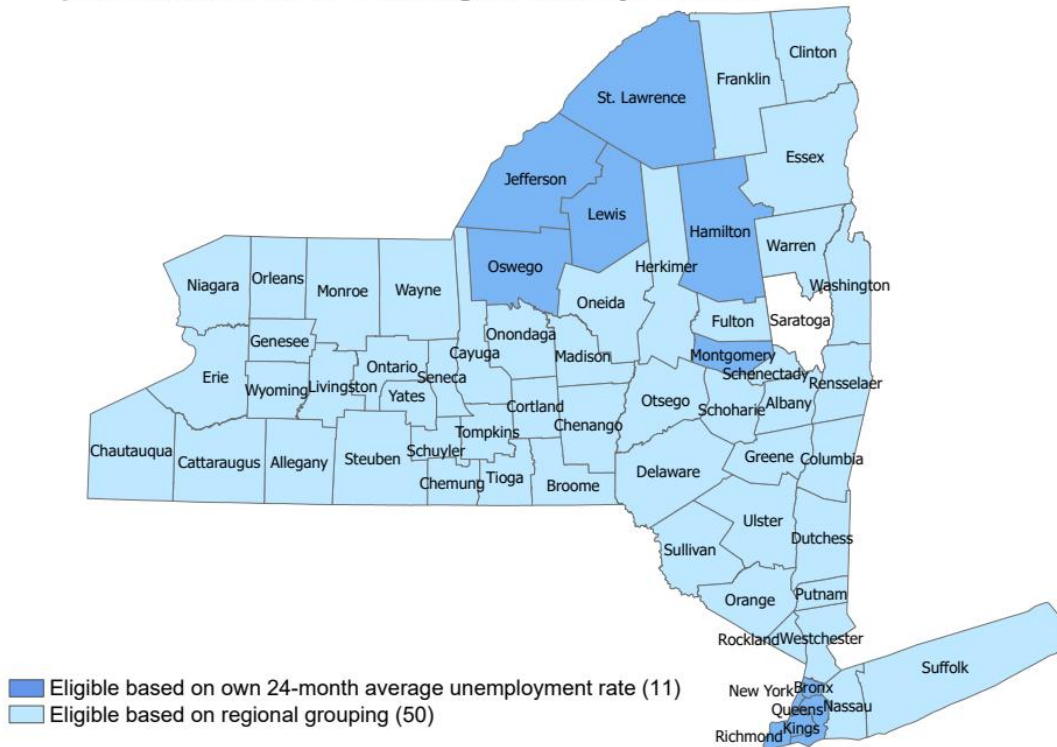 Clinton
Franklin
St. Lawrence
Essex
Jefferson
Lewis
Hamilton
Warren
Oswego
Herkimer
Washington
Niagara
Orleans
Monroe
Wayne
Oneida
Saratoga
Fulton
Onondaga
Genesee
Madison
Montgomery
Ontario
Cayuga
Schenectady
Erie
Wyoming
Livingston
Seneca
Rensselaer
Yates
Otsego
Schoharie
Albany
Cortland
Chenango
Tompkins
Chautauqua
Cattaraugus
Allegany
Steuben
Schuyler
Greene
Columbia
Tioga
Delaware
Chemung
Broome
Ulster
Dutchess
Sullivan
Putnam
Orange
Rockland
Westchester
Suffolk
Eligible based on own 24-month average unemployment rate (11)
New York
Bronx
Eligible based on regional grouping (50)
Queens
Nassau
Richmond
Kings